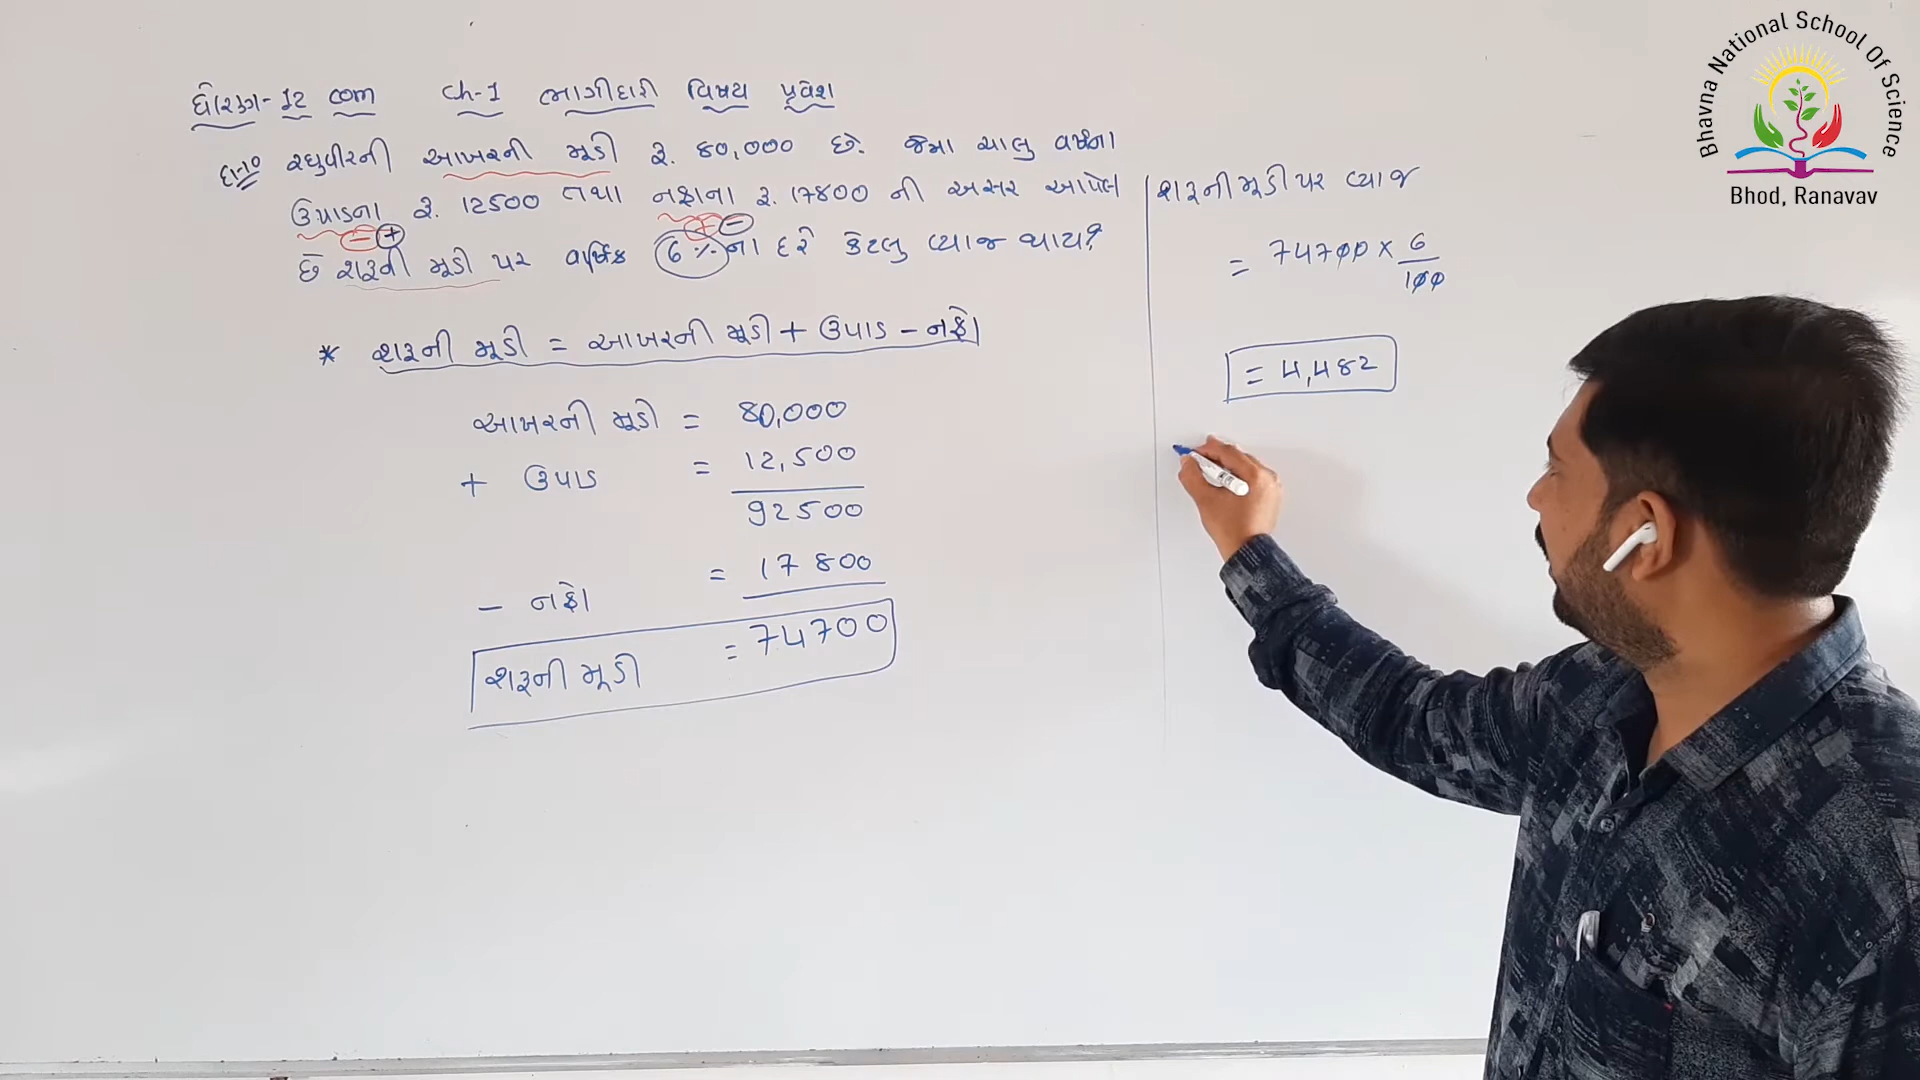 ધોરણ-12 com ch-1 ભાગીદારી વિષય પ્રવેશ
દા-10 રઘુવીરની આખરની મૂડી રૂ. 80,000 છે. જેમા ચાલુ વર્ષના
ઉપાડના રૂ. 12500 તથા નફાના રૂ. 17800 ની અસર આપેલ
છે શરૂની મૂડી પર વાર્ષિક 6 % ના દરે કેટલુ વ્યાજ થાય?
* શરૂની મૂડી = આખરની મૂડી + ઉપાડ - નફો
આખરની મૂડી = 80,000
+ ઉપાડ = 12,500
92500
- નફો = 17800
શરૂની મૂડી = 74700
શરૂની મૂડી પર વ્યાજ
= 74700 × 6/100
= 4,482
Bhavna National School Of Science
Bhod, Ranavav